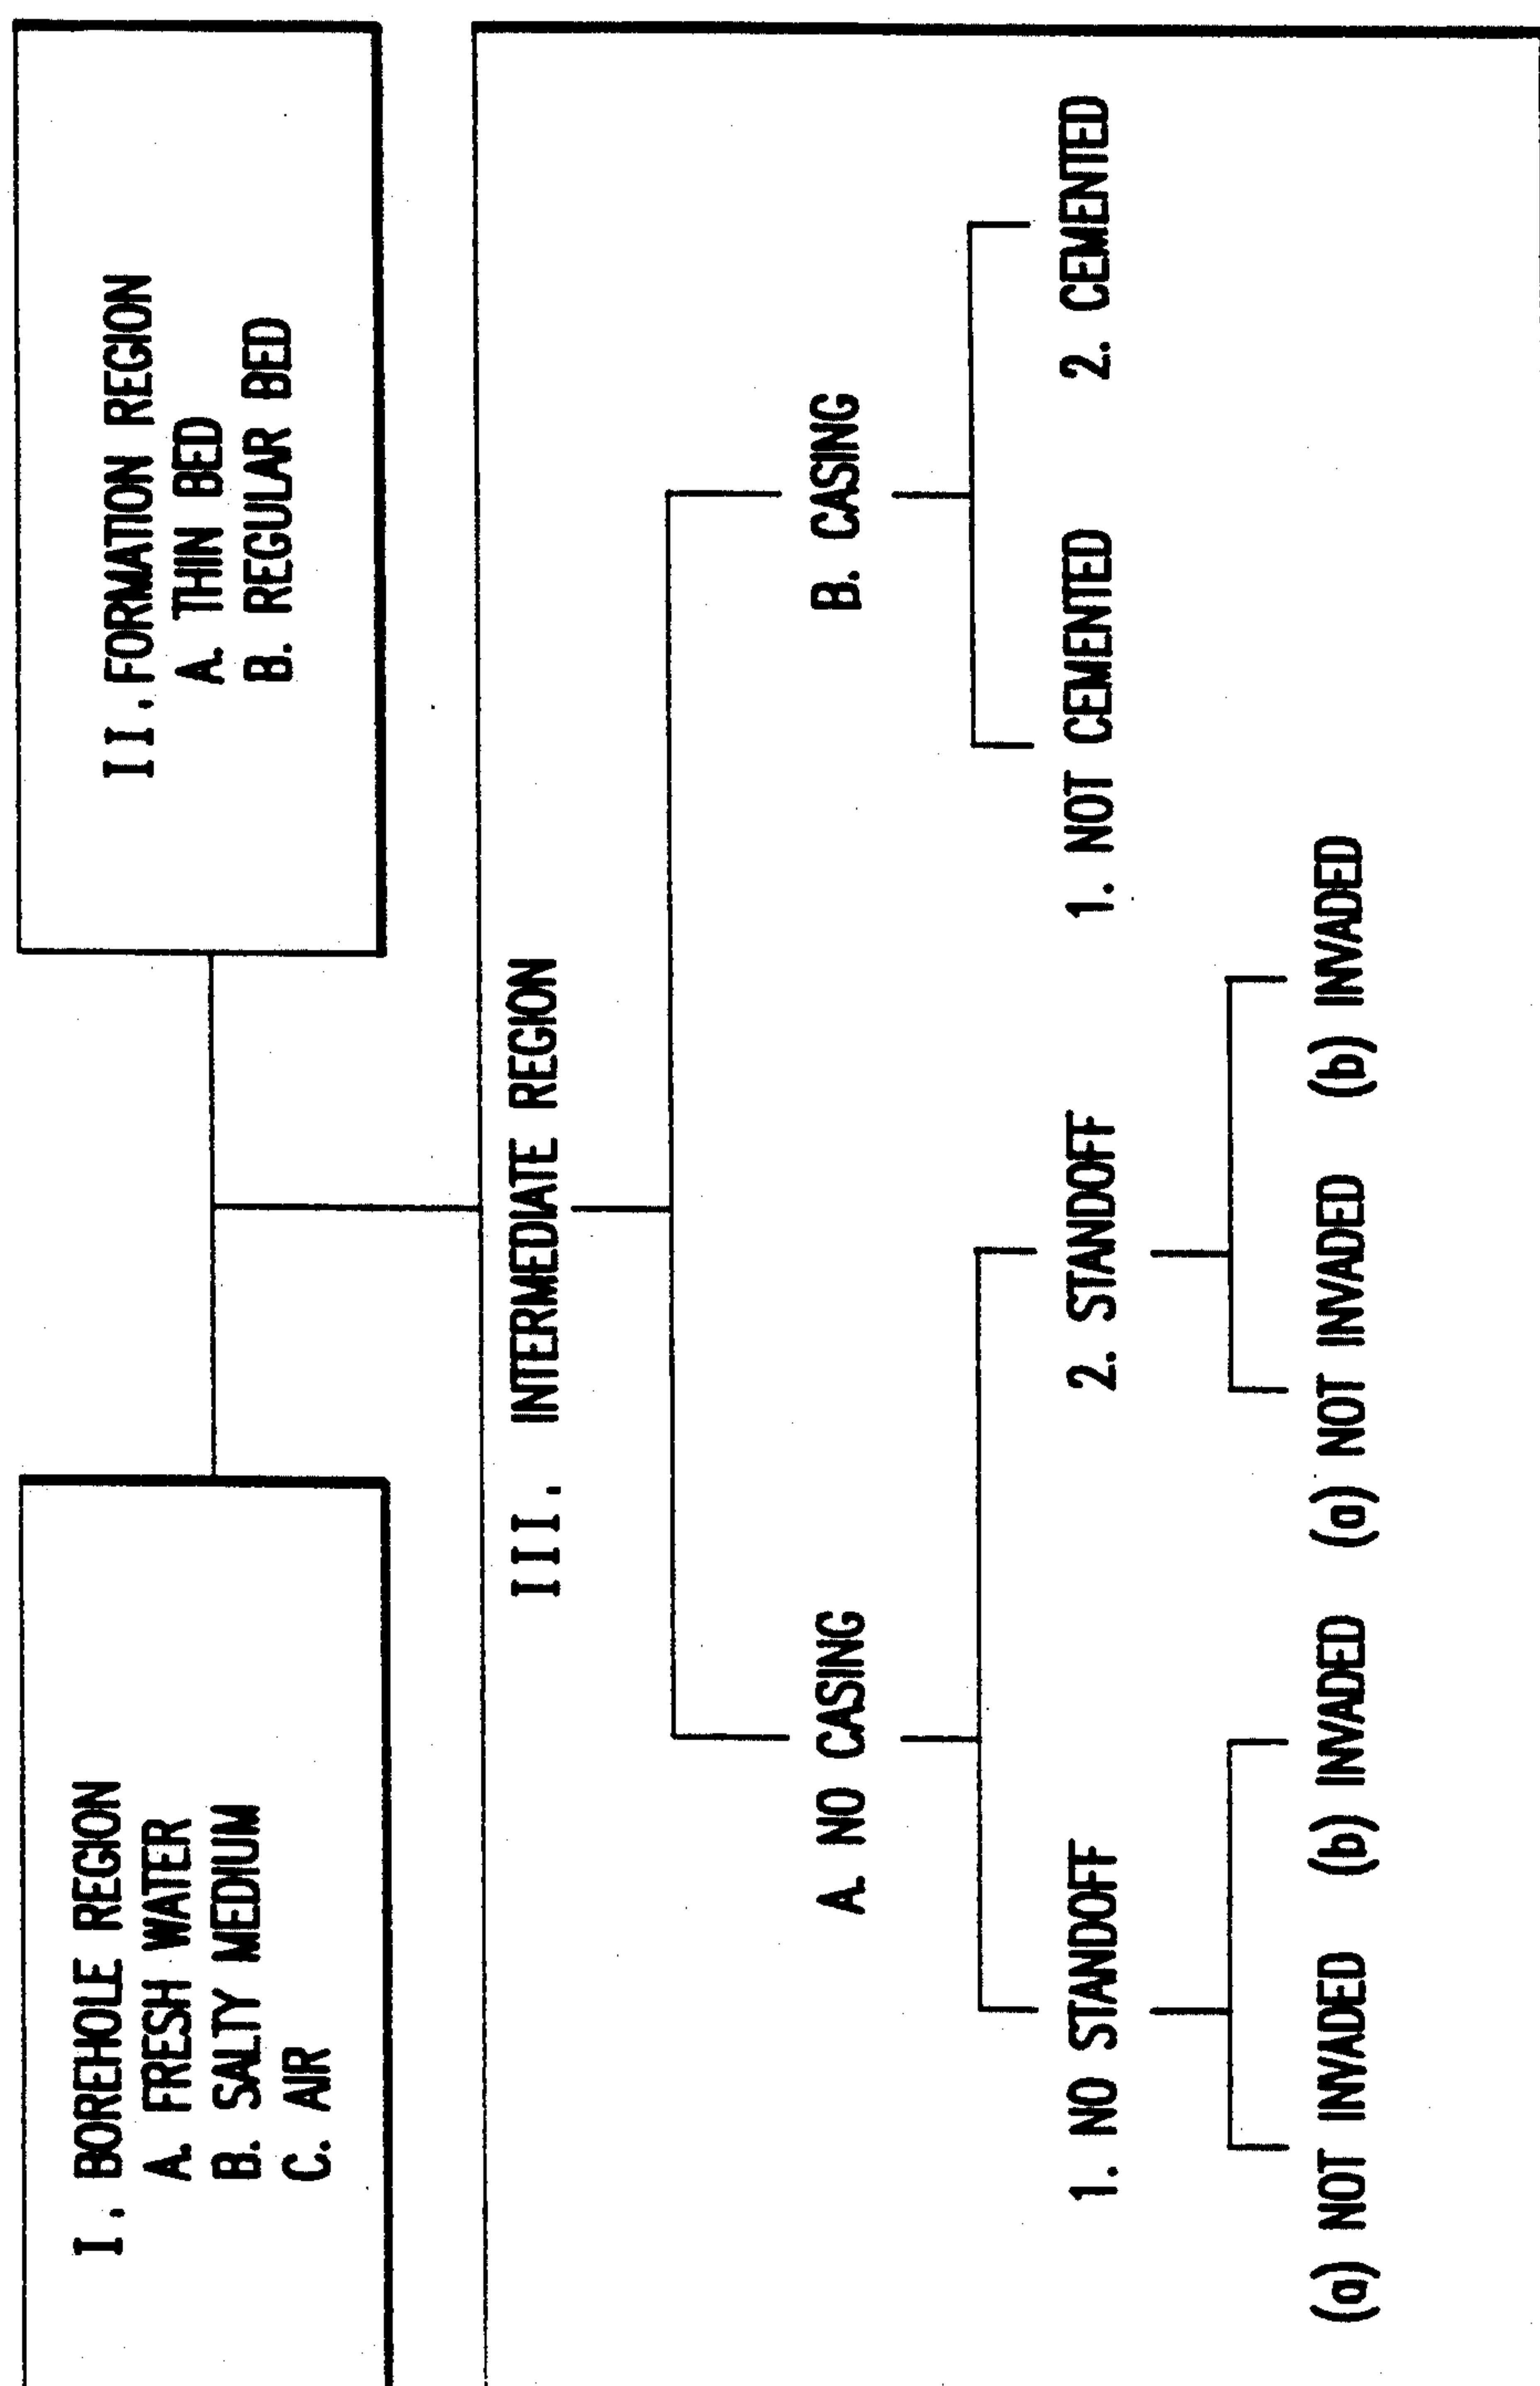 I. BOREHOLE REGION
A. FRESH WATER
B. SALTY MEDIUM
C. AIR
II. FORMATION REGION
A. THIN BED
B. REGULAR BED
III. INTERMEDIATE REGION
A. NO CASING
B. CASING
1. NO STANDOFF
2. STANDOFF
1. NOT CEMENTED
2. CEMENTED
(a) NOT INVADED
(b) INVADED
(a) NOT INVADED
(b) INVADED